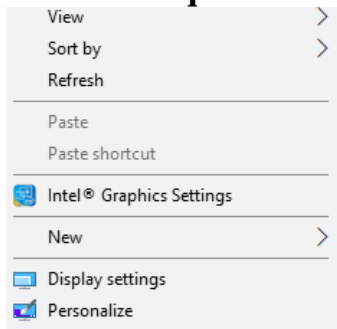 View
Sort by
Refresh
Paste
Paste shortcut
Intel® Graphics Settings
New
Display settings
Personalize